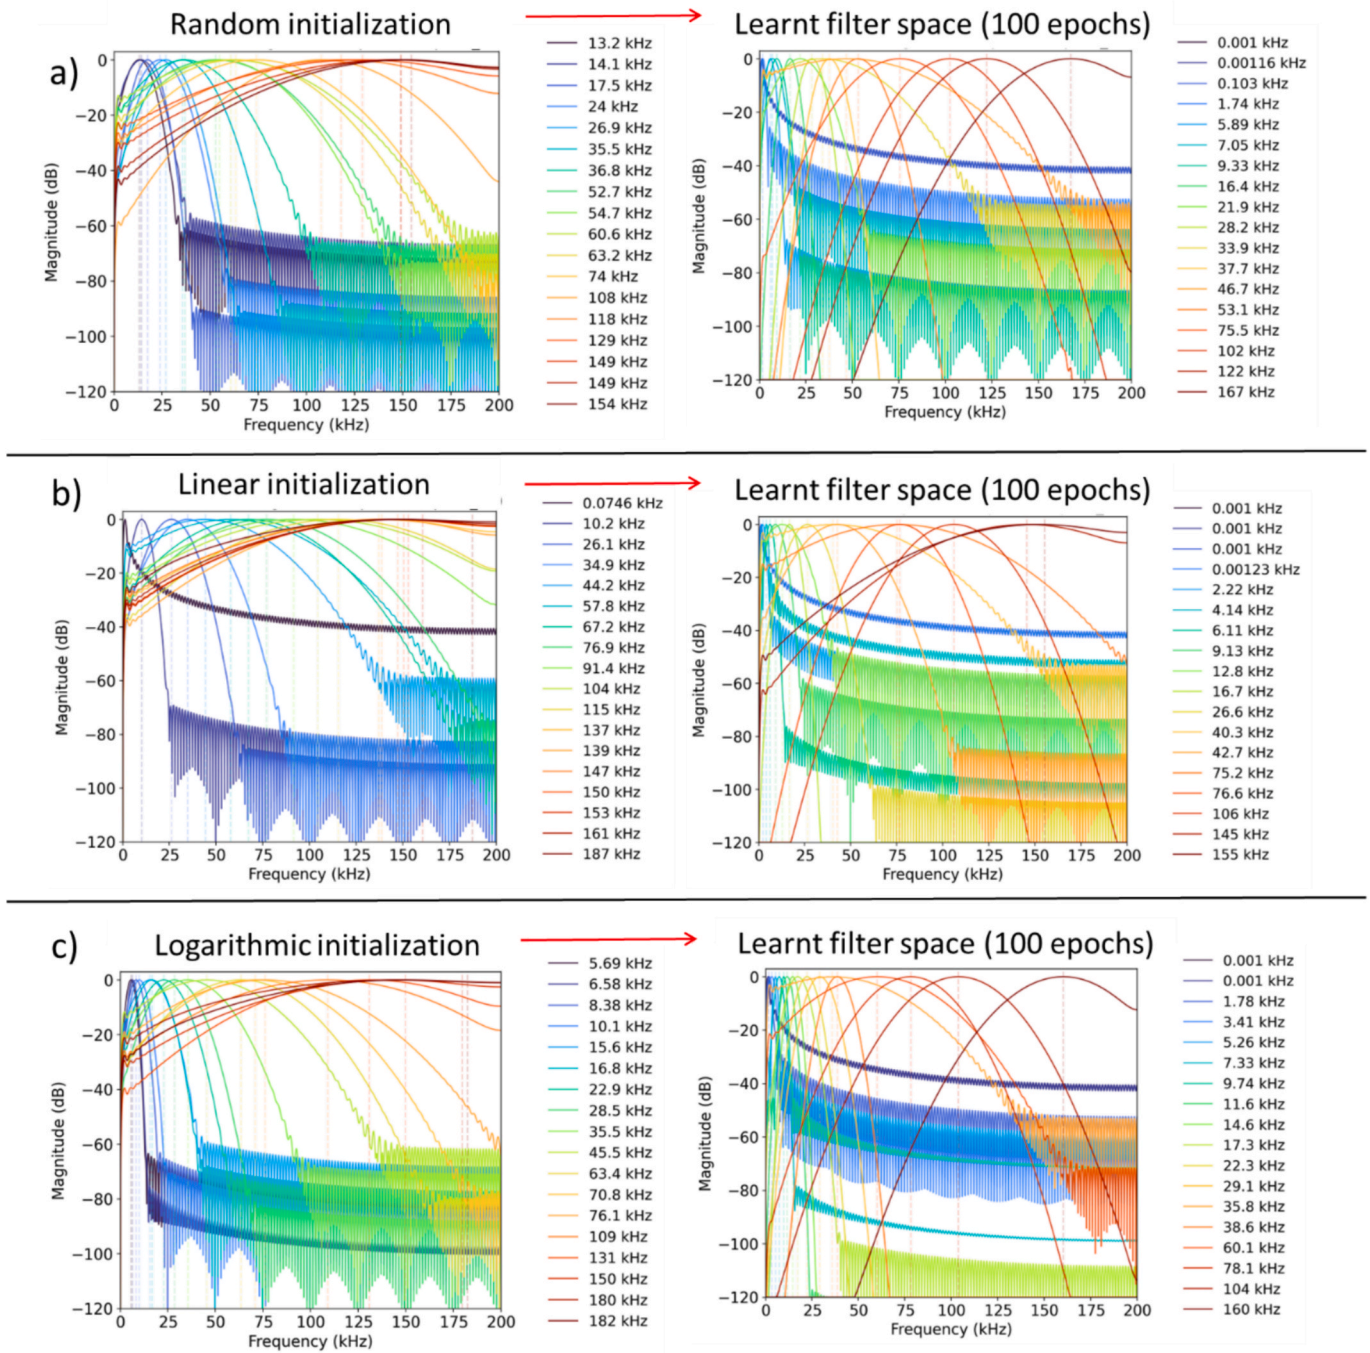 Random initialization
Learnt filter space (100 epochs)
a)
0
−20
−40
−60
−80
−100
−120
Magnitude (dB)
0 25 50 75 100 125 150 175 200
Frequency (kHz)
13.2 kHz
14.1 kHz
17.5 kHz
24 kHz
26.9 kHz
35.5 kHz
36.8 kHz
52.7 kHz
54.7 kHz
60.6 kHz
63.2 kHz
74 kHz
108 kHz
118 kHz
129 kHz
149 kHz
149 kHz
154 kHz
0
−20
−40
−60
−80
−100
−120
Magnitude (dB)
0 25 50 75 100 125 150 175 200
Frequency (kHz)
0.001 kHz
0.00116 kHz
0.103 kHz
1.74 kHz
5.89 kHz
7.05 kHz
9.33 kHz
16.4 kHz
21.9 kHz
28.2 kHz
33.9 kHz
37.7 kHz
46.7 kHz
53.1 kHz
75.5 kHz
102 kHz
122 kHz
167 kHz
b)
Linear initialization
Learnt filter space (100 epochs)
0
−20
−40
−60
−80
−100
−120
Magnitude (dB)
0 25 50 75 100 125 150 175 200
Frequency (kHz)
0.0746 kHz
10.2 kHz
26.1 kHz
34.9 kHz
44.2 kHz
57.8 kHz
67.2 kHz
76.9 kHz
91.4 kHz
104 kHz
115 kHz
137 kHz
139 kHz
147 kHz
150 kHz
153 kHz
161 kHz
187 kHz
0
−20
−40
−60
−80
−100
−120
Magnitude (dB)
0 25 50 75 100 125 150 175 200
Frequency (kHz)
0.001 kHz
0.001 kHz
0.001 kHz
0.00123 kHz
2.22 kHz
4.14 kHz
6.11 kHz
9.13 kHz
12.8 kHz
16.7 kHz
26.6 kHz
40.3 kHz
42.7 kHz
75.2 kHz
76.6 kHz
106 kHz
145 kHz
155 kHz
c)
Logarithmic initialization
Learnt filter space (100 epochs)
0
−20
−40
−60
−80
−100
−120
Magnitude (dB)
0 25 50 75 100 125 150 175 200
Frequency (kHz)
5.69 kHz
6.58 kHz
8.38 kHz
10.1 kHz
15.6 kHz
16.8 kHz
22.9 kHz
28.5 kHz
35.5 kHz
45.5 kHz
63.4 kHz
70.8 kHz
76.1 kHz
109 kHz
131 kHz
150 kHz
180 kHz
182 kHz
0
−20
−40
−60
−80
−100
−120
Magnitude (dB)
0 25 50 75 100 125 150 175 200
Frequency (kHz)
0.001 kHz
0.001 kHz
1.78 kHz
3.41 kHz
5.26 kHz
7.33 kHz
9.74 kHz
11.6 kHz
14.6 kHz
17.3 kHz
22.3 kHz
29.1 kHz
35.8 kHz
38.6 kHz
60.1 kHz
78.1 kHz
104 kHz
160 kHz